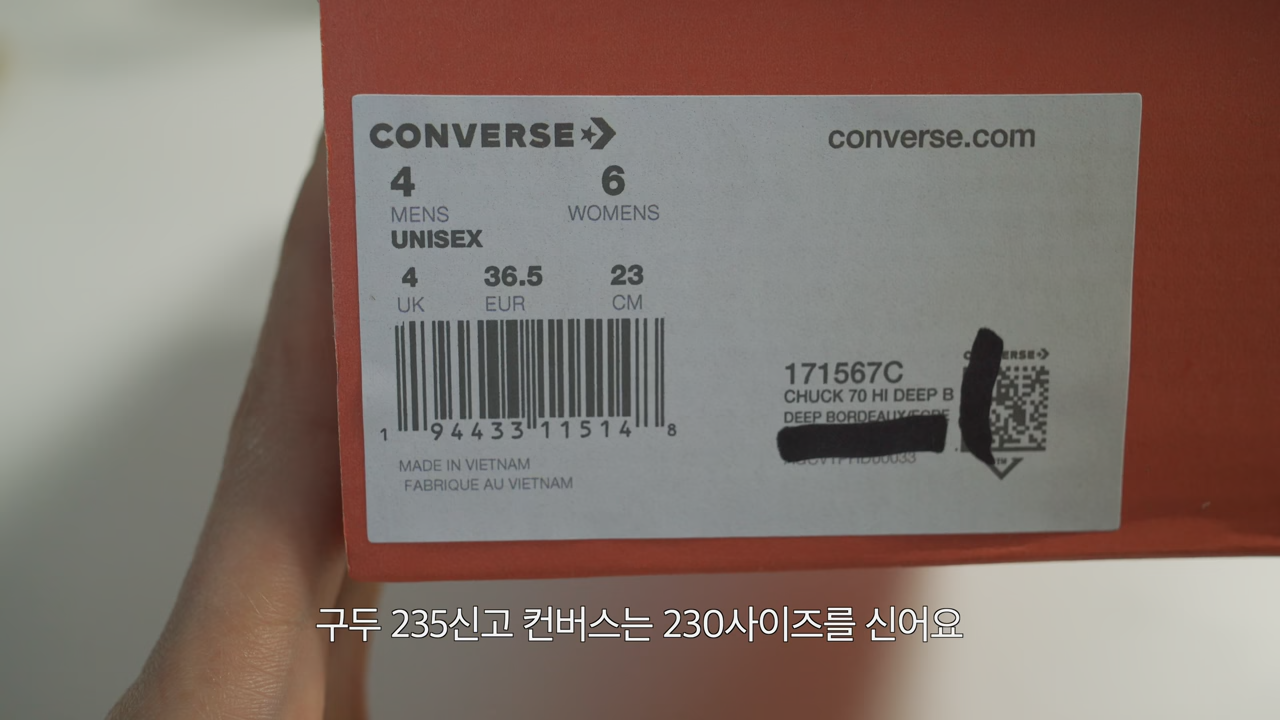 CONVERSE
converse.com
4 6
MENS WOMENS
UNISEX
4 36.5 23
UK EUR CM
1 94433 11514 8
171567C
CHUCK 70 HI DEEP B
DEEP BORDEAUX/
MADE IN VIETNAM
FABRIQUE AU VIETNAM
구두 235신고 컨버스는 230사이즈를 신어요